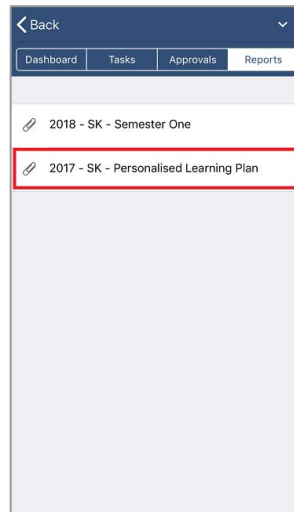 Back
Dashboard Tasks Approvals Reports
2018 - SK - Semester One
2017 - SK - Personalised Learning Plan